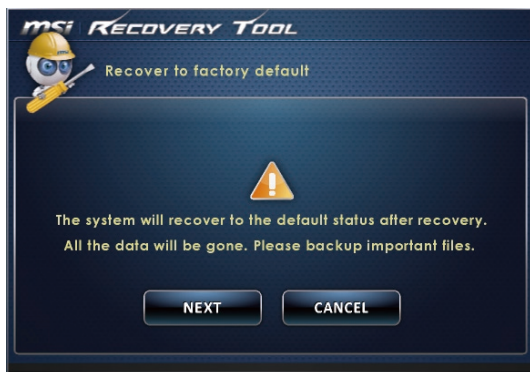 msi RECOVERY TOOL
Recover to factory default
The system will recover to the default status after recovery.
All the data will be gone. Please backup important files.
NEXT CANCEL